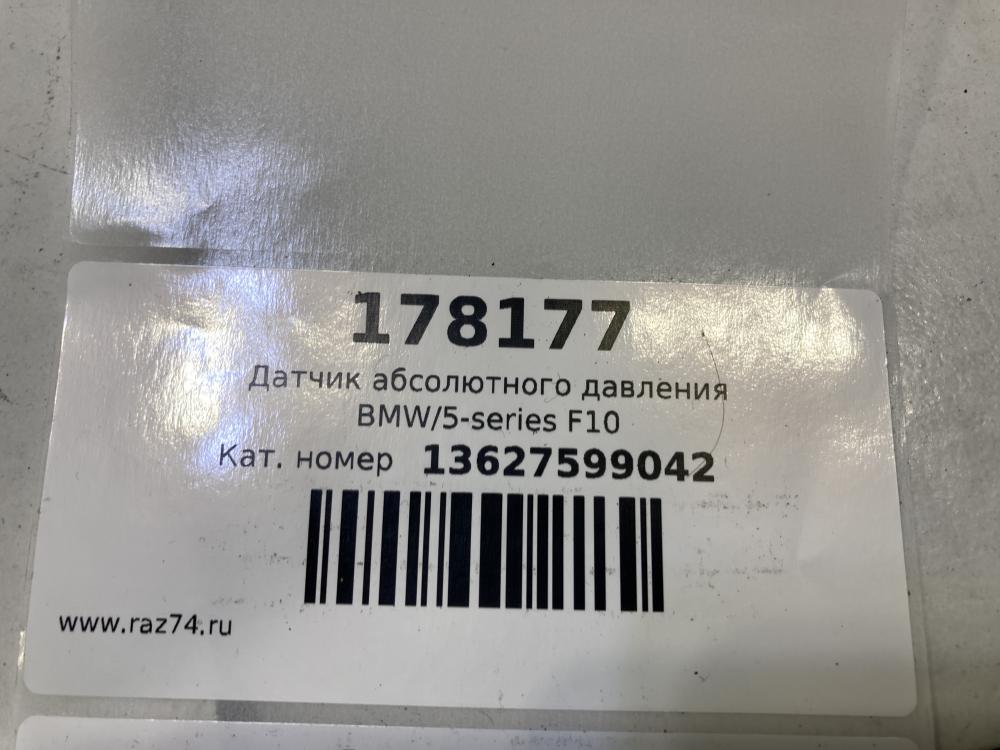 178177
Датчик абсолютного давления
BMW/5-series F10
Кат. номер 13627599042
www.raz74.ru